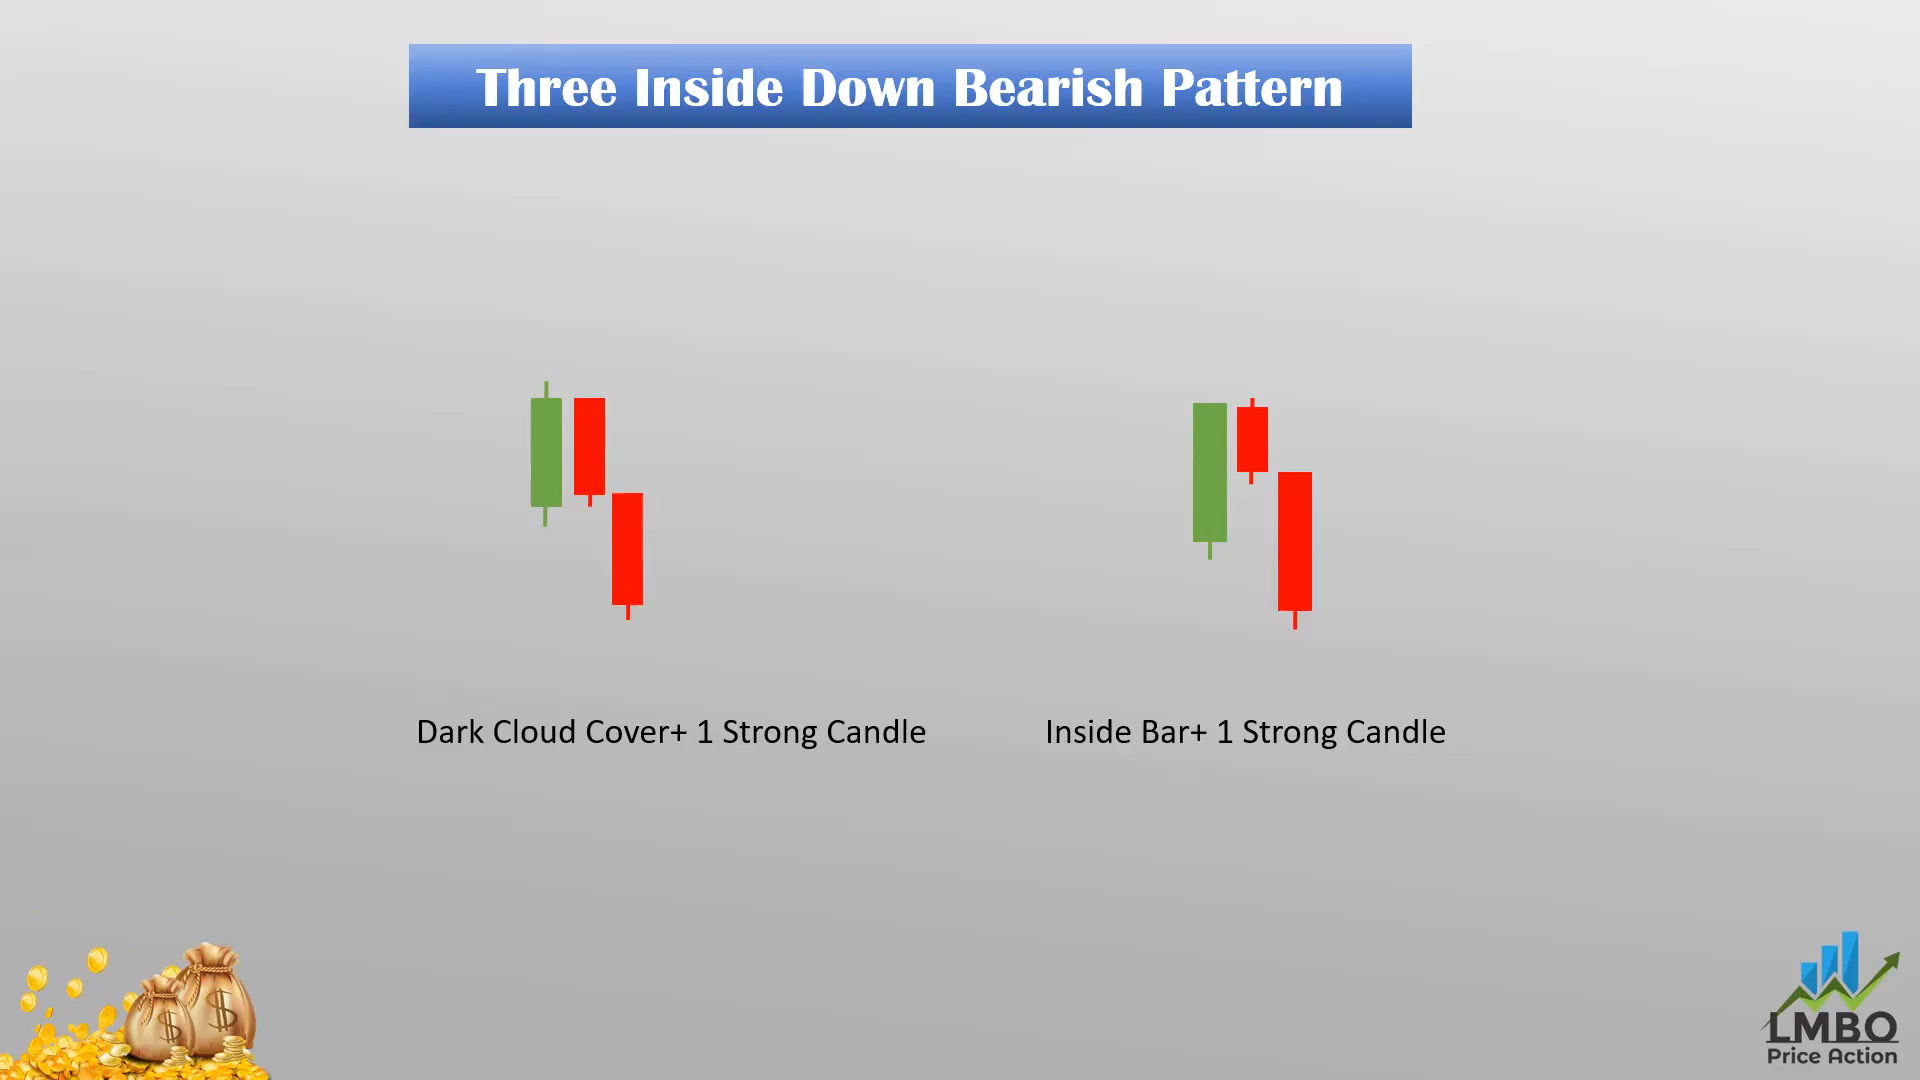 Three Inside Down Bearish Pattern
Dark Cloud Cover+ 1 Strong Candle
Inside Bar+ 1 Strong Candle
$
$
LMBO
Price Action